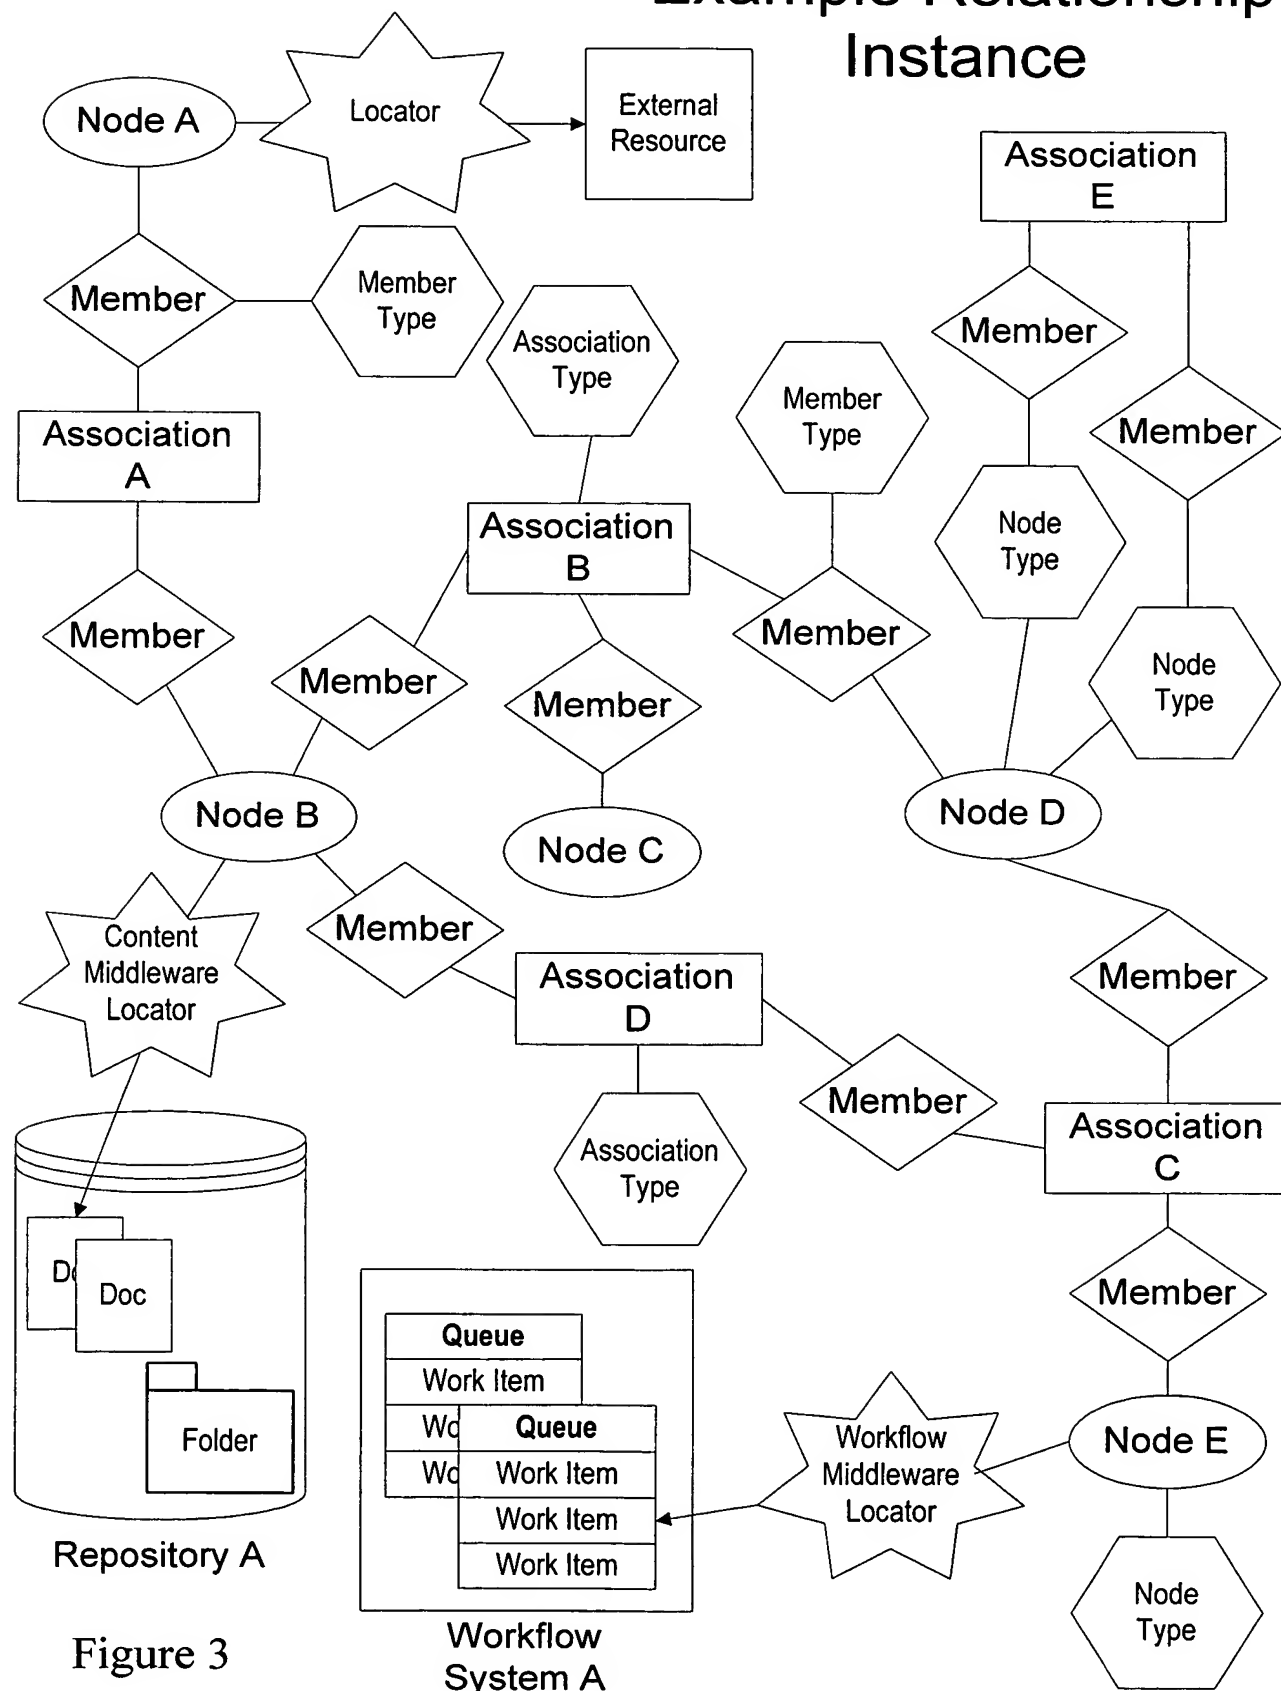 Example Relationship
Instance
Node A
Locator
External
Resource
Association
E
Member
Member
Type
Association
Type
Member
Type
Member
Member
Association
A
Association
B
Node
Type
Member
Member
Member
Member
Node
Type
Node B
Node C
Node D
Content
Middleware
Locator
Member
Association
D
Member
Member
Association
C
Association
Type
Doc
Folder
Repository A
Queue
Work Item
Queue
Work Item
Work Item
Work Item
Member
Workflow
Middleware
Locator
Node E
Node
Type
Workflow
System A
Figure 3